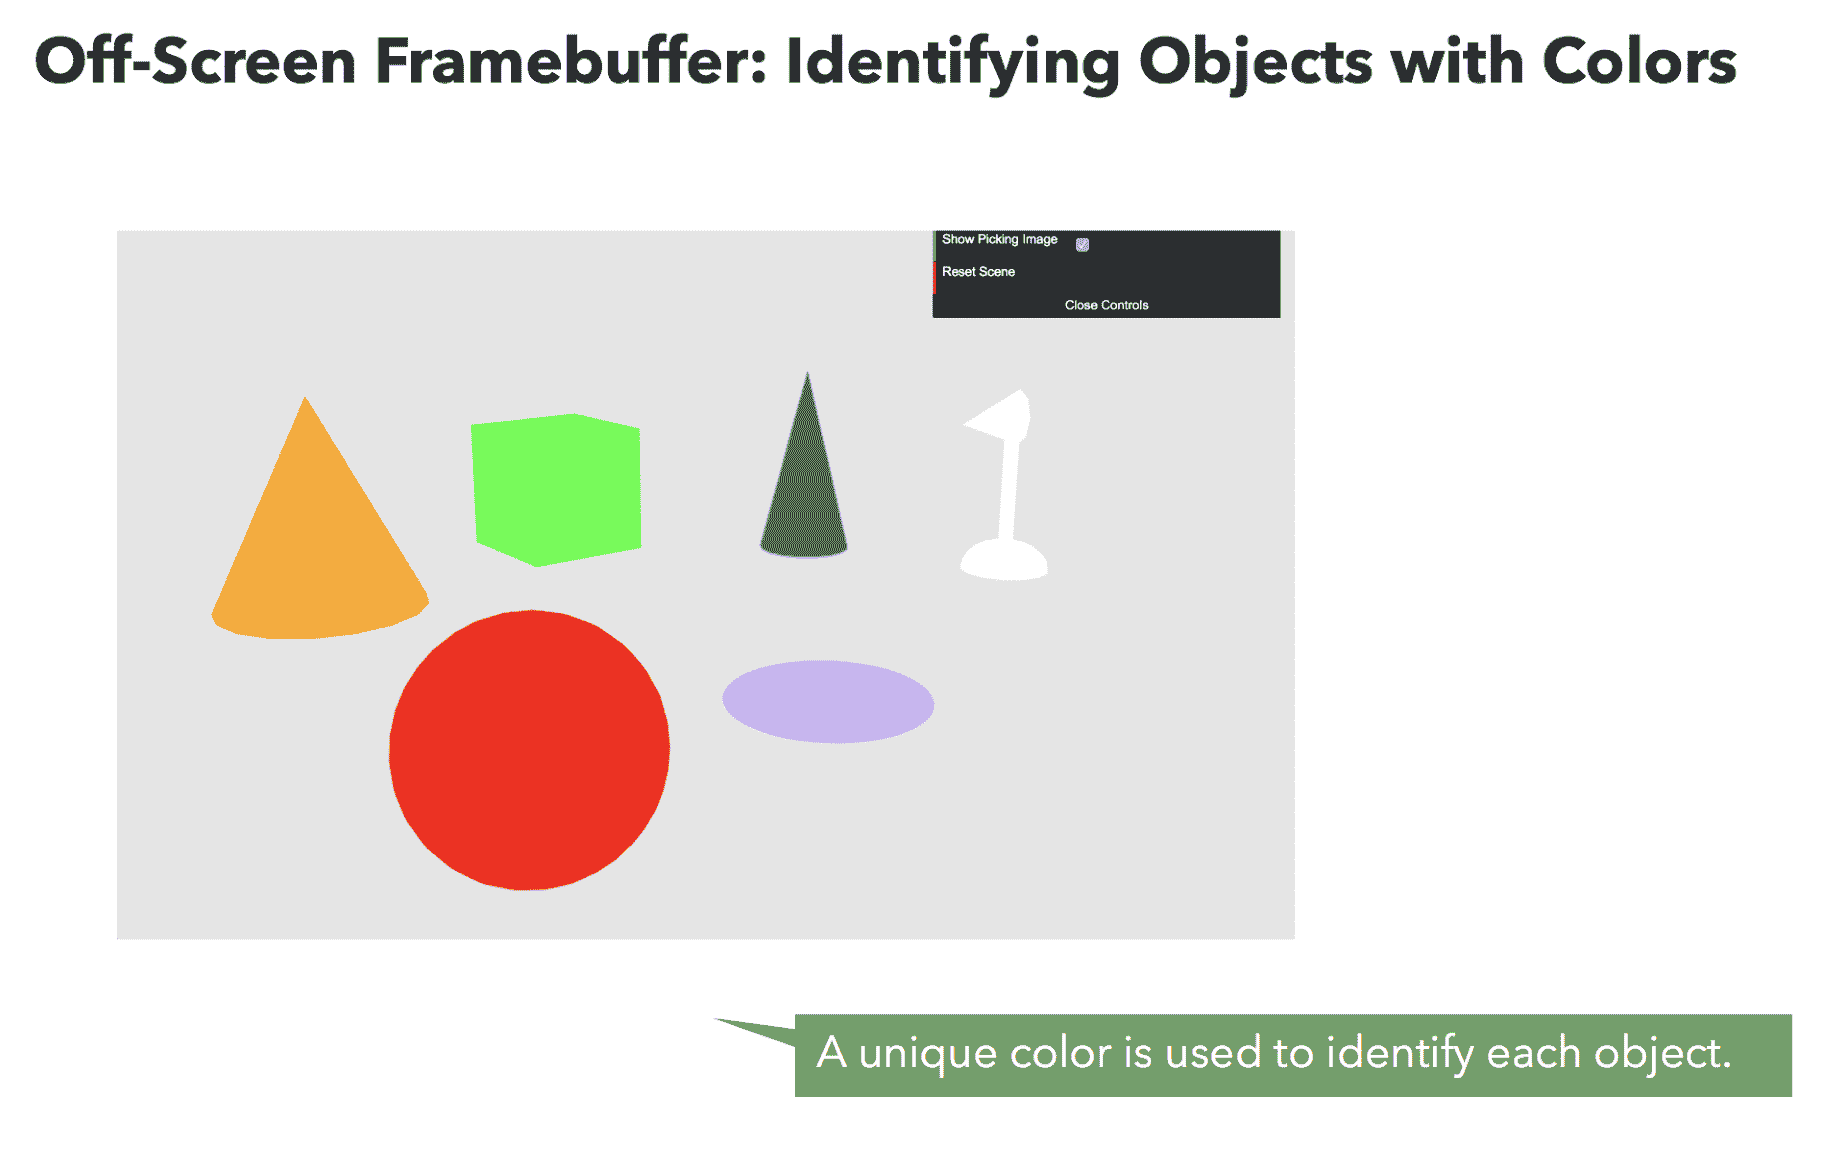 Off-Screen Framebuffer: Identifying Objects with Colors
Show Picking Image
Reset Scene
Close Controls
A unique color is used to identify each object.